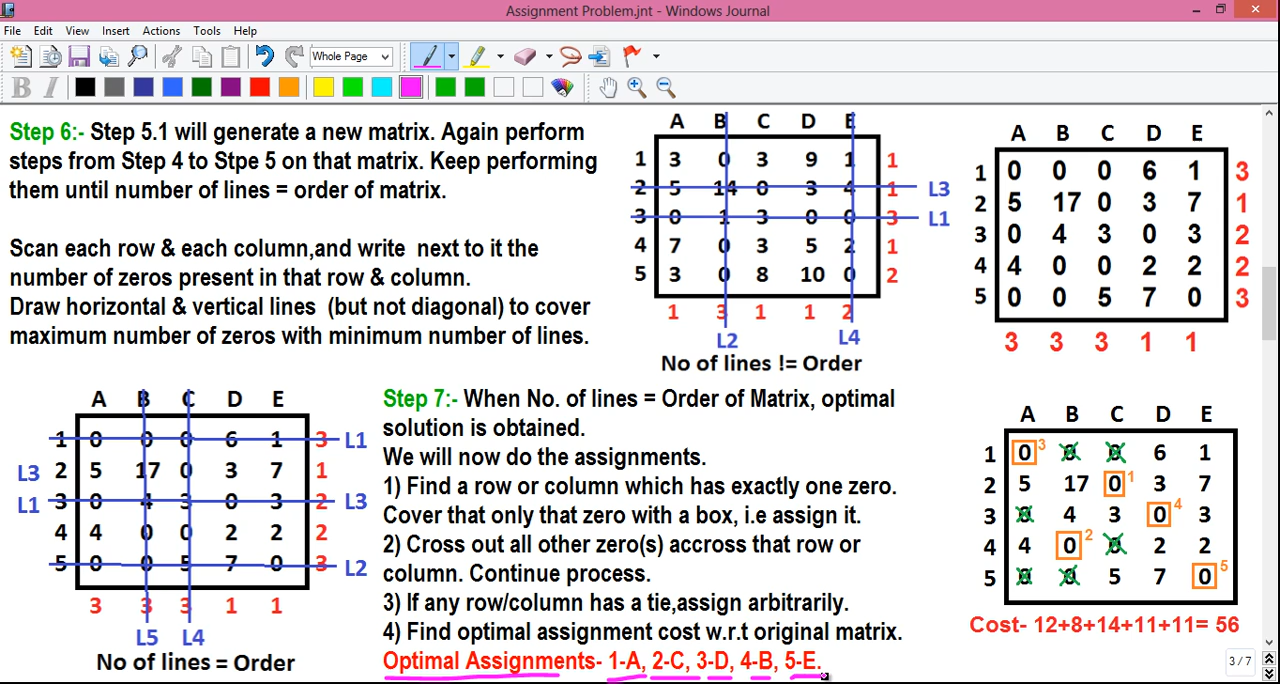 Assignment Problem.jnt - Windows Journal
File Edit View Insert Actions Tools Help
Whole Page
B I
Step 6:- Step 5.1 will generate a new matrix. Again perform
steps from Step 4 to Stpe 5 on that matrix. Keep performing
them until number of lines = order of matrix.
Scan each row & each column,and write next to it the
number of zeros present in that row & column.
Draw horizontal & vertical lines (but not diagonal) to cover
maximum number of zeros with minimum number of lines.
A B C D E
1 3 0 3 9 1 1
2 5 14 0 3 4 1 L3
3 0 1 3 0 0 3 L1
4 7 0 3 5 2 1
5 3 0 8 10 0 2
1 3 1 1 2
L2 L4
No of lines != Order
A B C D E
1 0 0 0 6 1 3
2 5 17 0 3 7 1
3 0 4 3 0 3 2
4 4 0 0 2 2 2
5 0 0 5 7 0 3
3 3 3 1 1
A B C D E
1 0 0 0 6 1 3 L1
L3 2 5 17 0 3 7 1
L1 3 0 4 3 0 3 2 L3
4 4 0 0 2 2 2
5 0 0 5 7 0 3 L2
3 3 3 1 1
L5 L4
No of lines = Order
Step 7:- When No. of lines = Order of Matrix, optimal
solution is obtained.
We will now do the assignments.
1) Find a row or column which has exactly one zero.
Cover that only that zero with a box, i.e assign it.
2) Cross out all other zero(s) accross that row or
column. Continue process.
3) If any row/column has a tie,assign arbitrarily.
4) Find optimal assignment cost w.r.t original matrix.
Optimal Assignments- 1-A, 2-C, 3-D, 4-B, 5-E.
A B C D E
1 0 3 0 0 6 1
2 5 17 0 1 3 7
3 0 4 3 0 4 3
4 4 0 2 0 2 2
5 0 0 5 7 0 5
Cost- 12+8+14+11+11= 56
3 / 7